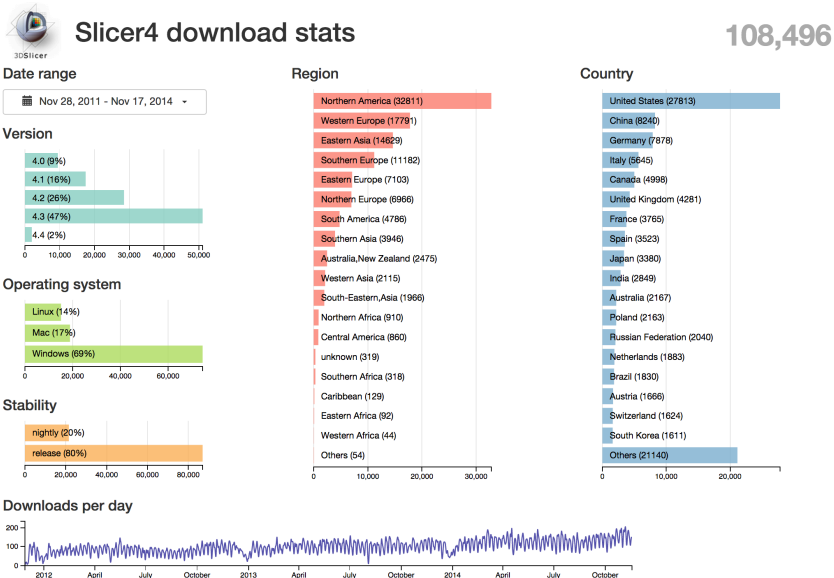 3DSlicer
Slicer4 download stats
108,496
Date range
Nov 28, 2011 - Nov 17, 2014
Version
4.0 (9%)
4.1 (16%)
4.2 (26%)
4.3 (47%)
4.4 (2%)
0 10,000 20,000 30,000 40,000 50,000
Operating system
Linux (14%)
Mac (17%)
Windows (69%)
0 20,000 40,000 60,000
Stability
nightly (20%)
release (80%)
0 20,000 40,000 60,000 80,000
Region
Northern America (32811)
Western Europe (17791)
Eastern Asia (14629)
Southern Europe (11182)
Eastern Europe (7103)
Northern Europe (6966)
South America (4786)
Southern Asia (3946)
Australia,New Zealand (2475)
Western Asia (2115)
South-Eastern,Asia (1966)
Northern Africa (910)
Central America (860)
unknown (319)
Southern Africa (318)
Caribbean (129)
Eastern Africa (92)
Western Africa (44)
Others (54)
0 10,000 20,000 30,000
Country
United States (27813)
China (8240)
Germany (7878)
Italy (5645)
Canada (4998)
United Kingdom (4281)
France (3765)
Spain (3523)
Japan (3380)
India (2849)
Australia (2167)
Poland (2163)
Russian Federation (2040)
Netherlands (1883)
Brazil (1830)
Austria (1666)
Switzerland (1624)
South Korea (1611)
Others (21140)
0 10,000 20,000
Downloads per day
200
100
0
2012 April July October 2013 April July October 2014 April July October